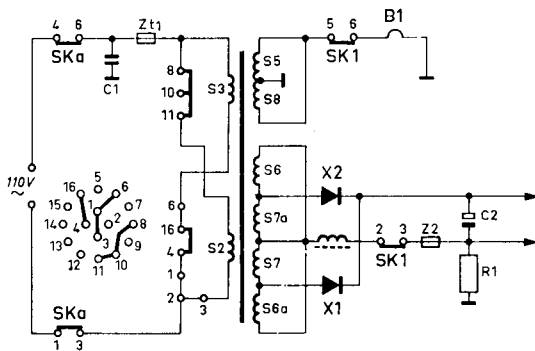 4 6
SKa
C1
Zt1
8
10
11
S3
S5
S8
5 6
SK1
B1
110V
~
5
16 6
15 1 7
14 4 2 8
13 3 9
12 11 10
6
16
4
1
2
3
S2
S6
S7a
S7
S6a
X2
X1
2 3
SK1
Z2
C2
R1
SKa
1 3